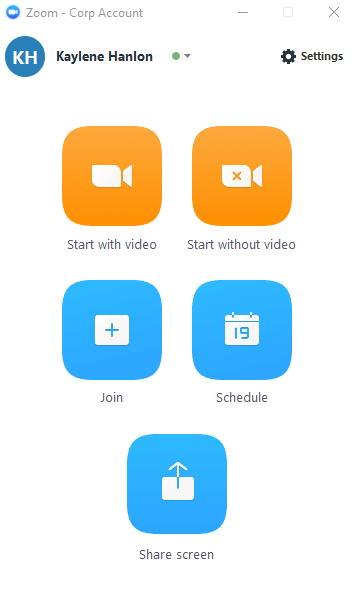 Zoom - Corp Account
KH Kaylene Hanlon Settings
Start with video Start without video
19
Join Schedule
Share screen